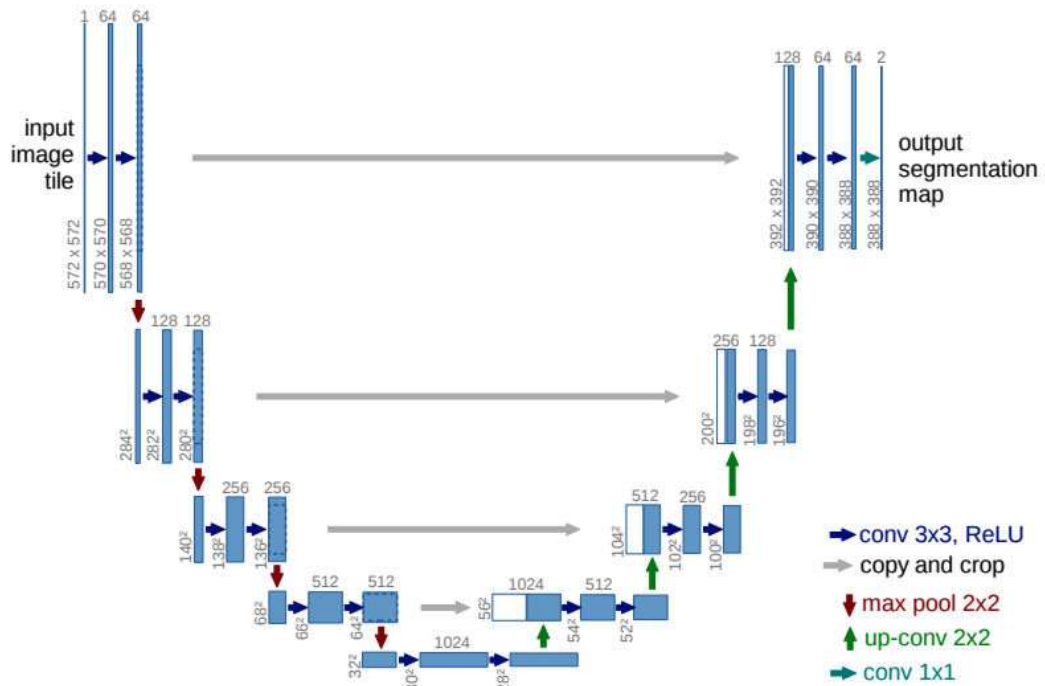 1 64 64
input
image
tile
572 x 572
570 x 570
568 x 568
128 64 64 2
output
segmentation
map
392 x 392
390 x 390
388 x 388
388 x 388
128 128
284²
282²
280²
256 128
200²
198²
196²
256 256
140²
138²
136²
512 256
104²
102²
100²
512 512
68²
66²
64²
1024 512
56²
54²
52²
1024
32²
conv 3x3, ReLU
copy and crop
max pool 2x2
up-conv 2x2
conv 1x1